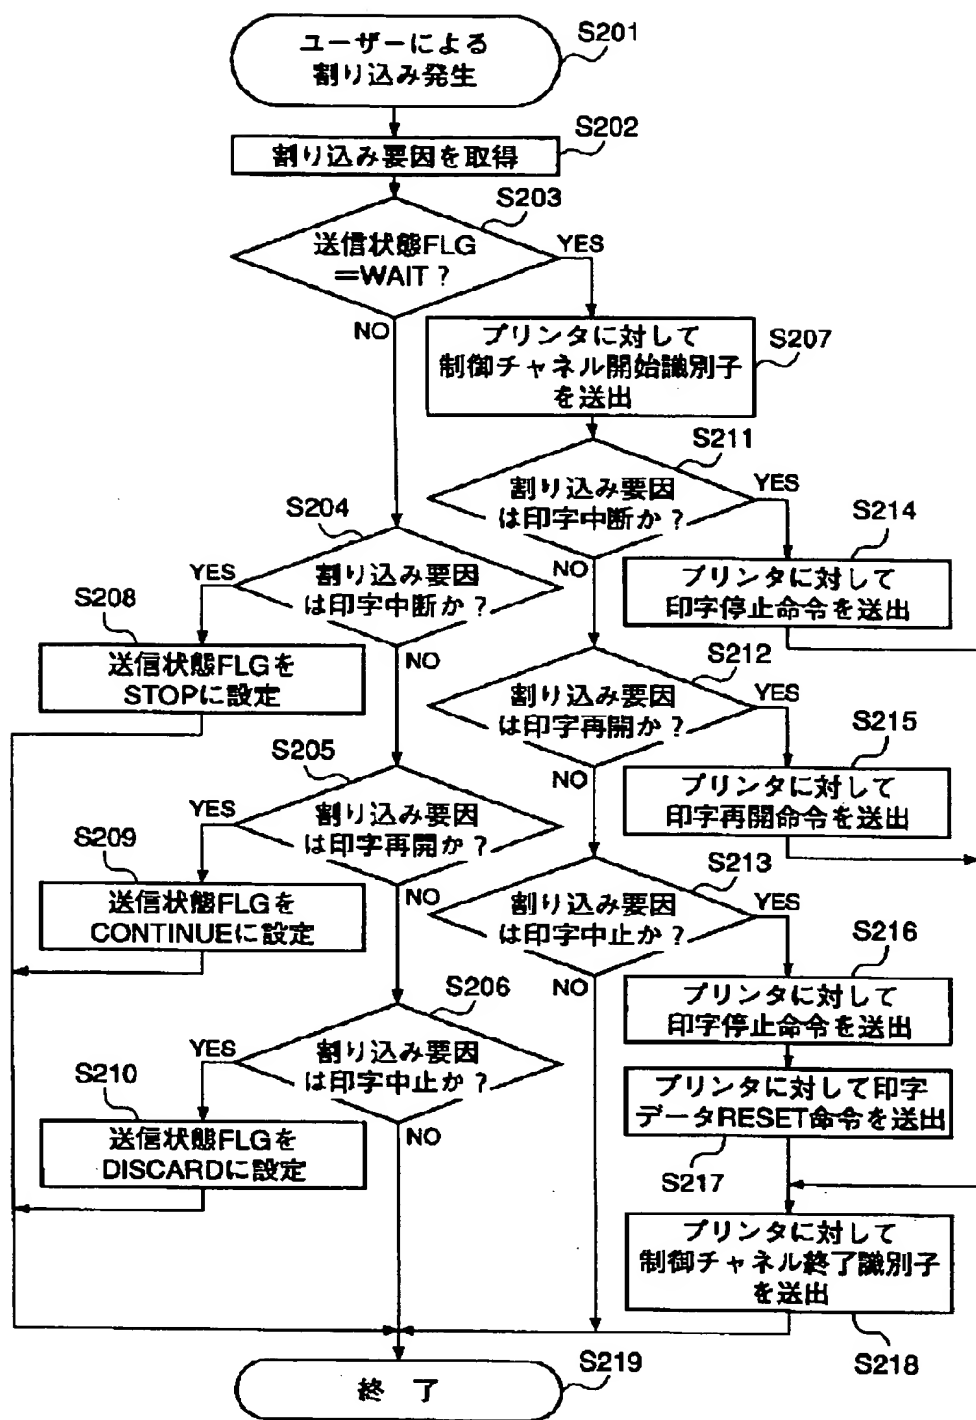 S201
ユーザーによる
割り込み発生
S202
割り込み要因を取得
S203
送信状態FLG
=WAIT?
YES
NO
プリンタに対して
制御チャネル開始識別子
を送出
S207
S211
割り込み要因
は印字中断か?
YES
NO
S214
プリンタに対して
印字停止命令を送出
S204
割り込み要因
は印字中断か?
YES
NO
S208
送信状態FLGを
STOPに設定
S212
割り込み要因
は印字再開か?
YES
NO
S215
プリンタに対して
印字再開命令を送出
S205
割り込み要因
は印字再開か?
YES
NO
S209
送信状態FLGを
CONTINUEに設定
S213
割り込み要因
は印字中止か?
YES
NO
S216
プリンタに対して
印字停止命令を送出
S206
割り込み要因
は印字中止か?
YES
NO
S210
送信状態FLGを
DISCARDに設定
プリンタに対して印字
データRESET命令を送出
S217
プリンタに対して
制御チャネル終了識別子
を送出
S218
S219
終 了